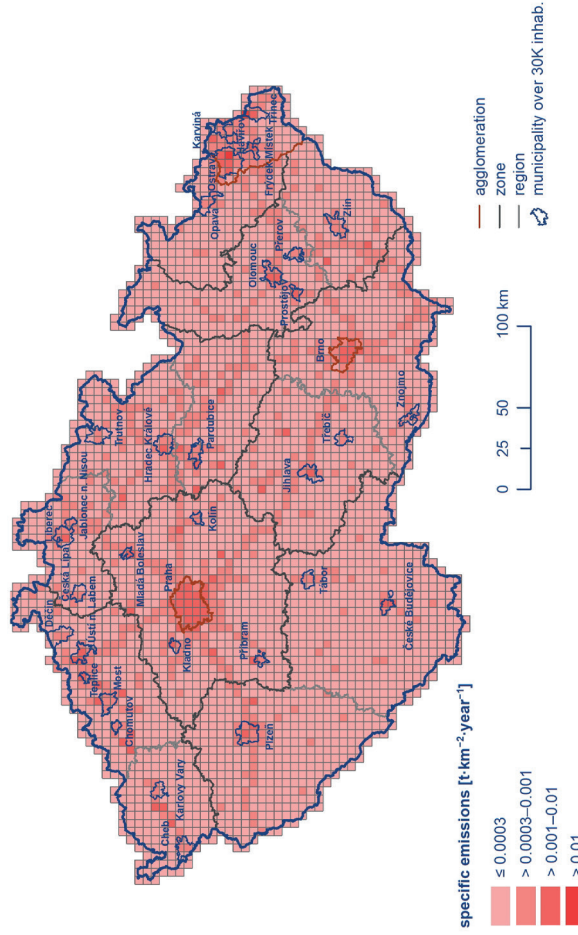 Děčín
Liberec
Jablonec n. Nisou
Česká Lípa
Ústí n. Labem
Teplice
Most
Chomutov
Trutnov
Mladá Boleslav
Hradec Králové
Cheb
Karlovy Vary
Praha
Kladno
Kolín
Pardubice
Karviná
Ostrava
Havířov
Opava
Třinec
Frýdek-Místek
Plzeň
Příbram
Olomouc
Přerov
Prostějov
Zlín
Tábor
Jihlava
Třebíč
Brno
České Budějovice
Znojmo
specific emissions [t·km⁻²·year⁻¹]
≤ 0.0003
> 0.0003–0.001
> 0.001–0.01
> 0.01
0 25 50 100 km
agglomeration
zone
region
municipality over 30K inhab.